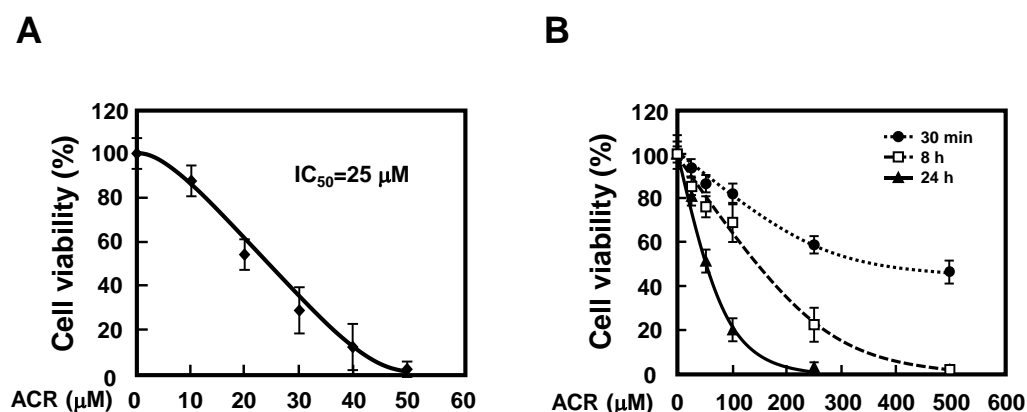 A
120
100
80
60
40
20
0
Cell viability (%)
IC₅₀=25 μM
ACR (μM) 0 10 20 30 40 50 60
B
120
100
80
60
40
20
0
Cell viability (%)
30 min
8 h
24 h
ACR (μM) 0 100 200 300 400 500 600